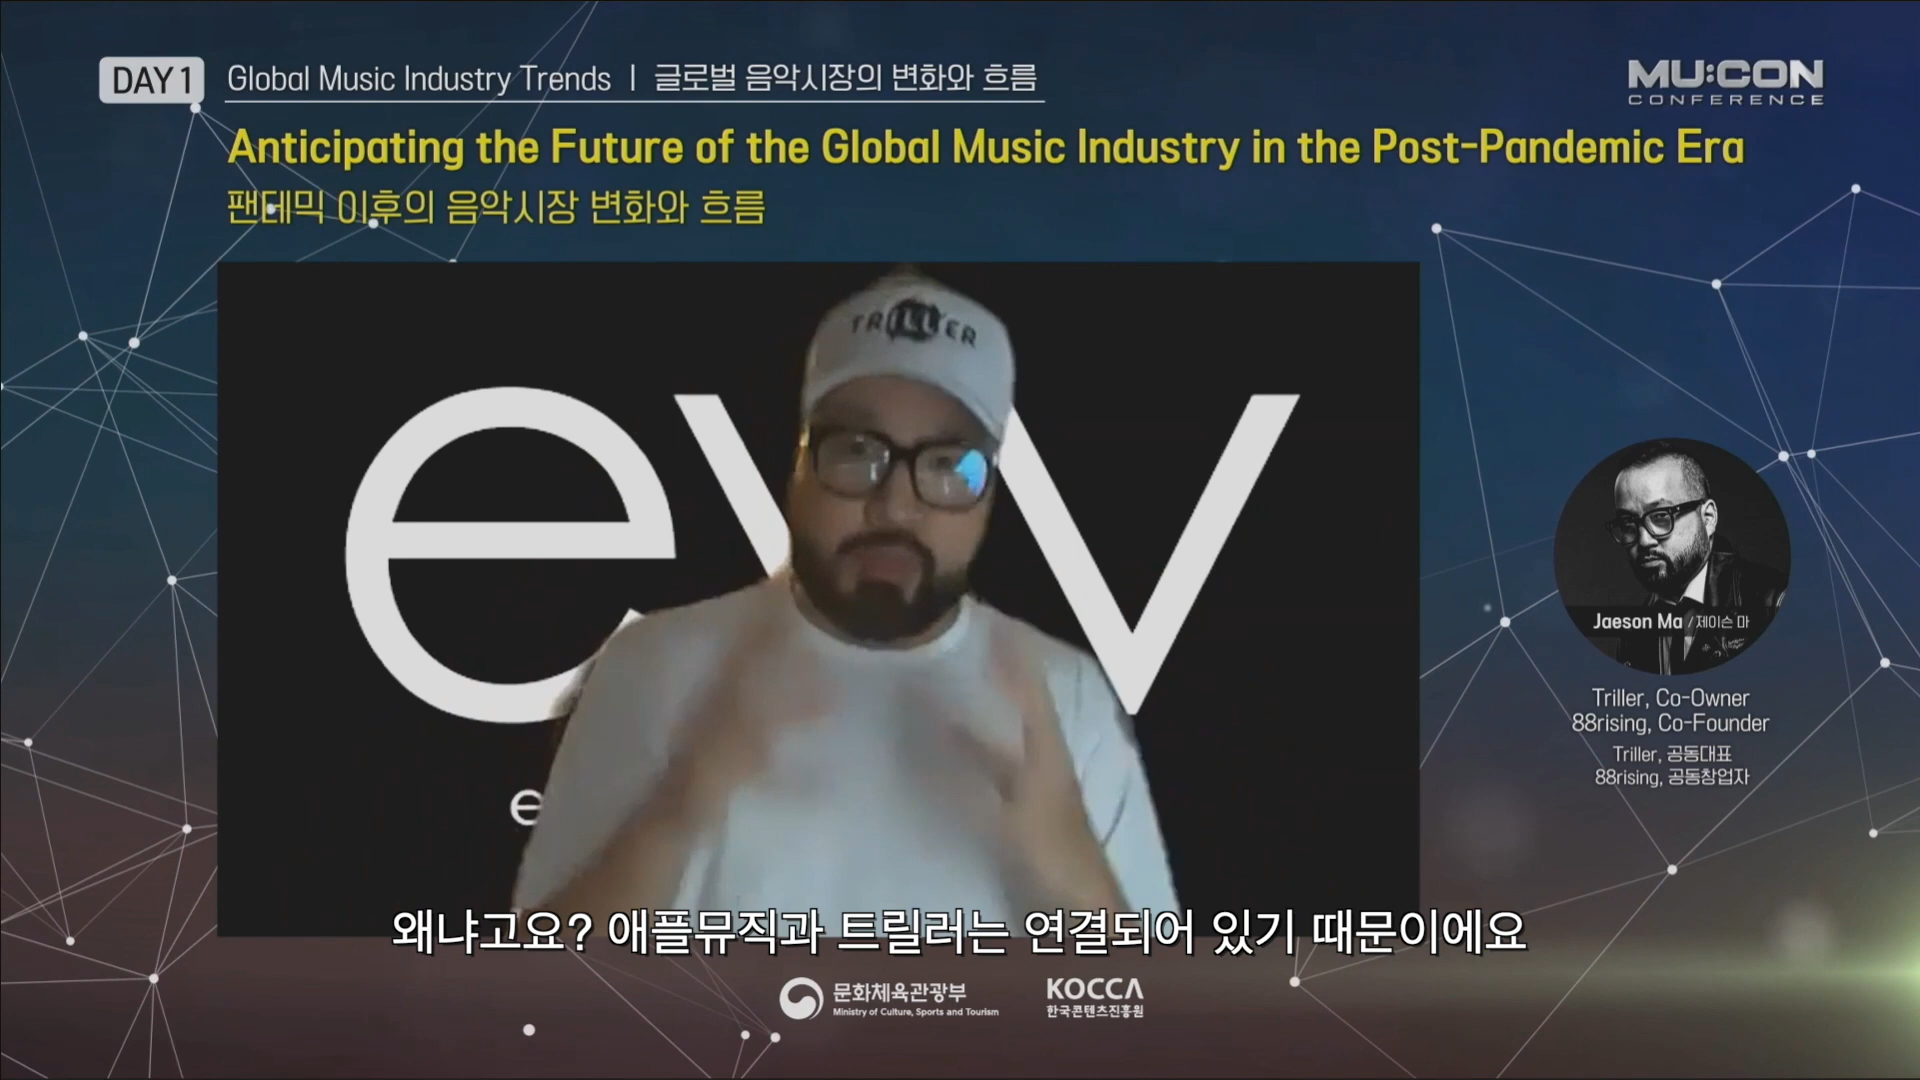 DAY 1
Global Music Industry Trends | 글로벌 음악시장의 변화와 흐름
MU:CON
CONFERENCE
Anticipating the Future of the Global Music Industry in the Post-Pandemic Era
팬데믹 이후의 음악시장 변화와 흐름
TRILLER
Jaeson Ma / 제이슨 마
Triller, Co-Owner
88rising, Co-Founder
Triller, 공동대표
88rising, 공동창업자
왜냐고요? 애플뮤직과 트릴러는 연결되어 있기 때문이에요
문화체육관광부
Ministry of Culture, Sports and Tourism
KOCCA
한국콘텐츠진흥원